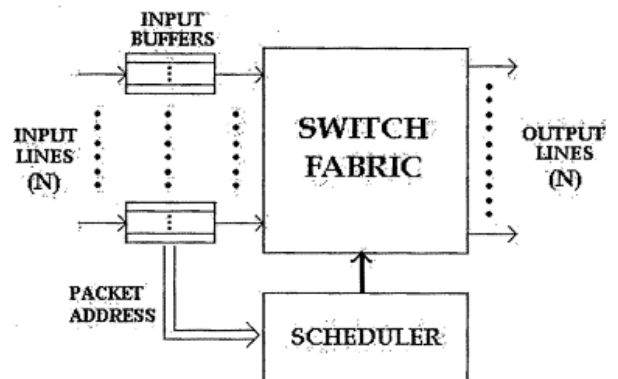 INPUT
BUFFERS
INPUT
LINES
(N)
SWITCH
FABRIC
OUTPUT
LINES
(N)
PACKET
ADDRESS
SCHEDULER